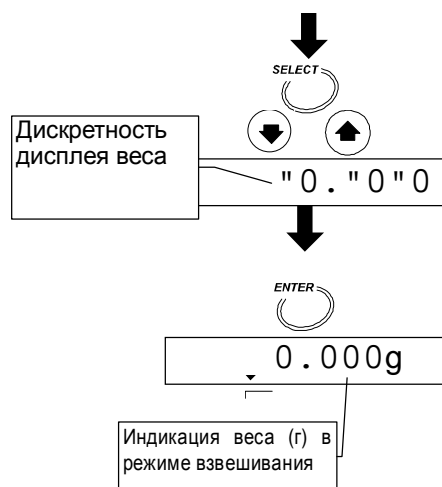 SELECT
Дискретность
дисплея веса
"0."0"0
ENTER
0.000g
Индикация веса (г) в
режиме взвешивания